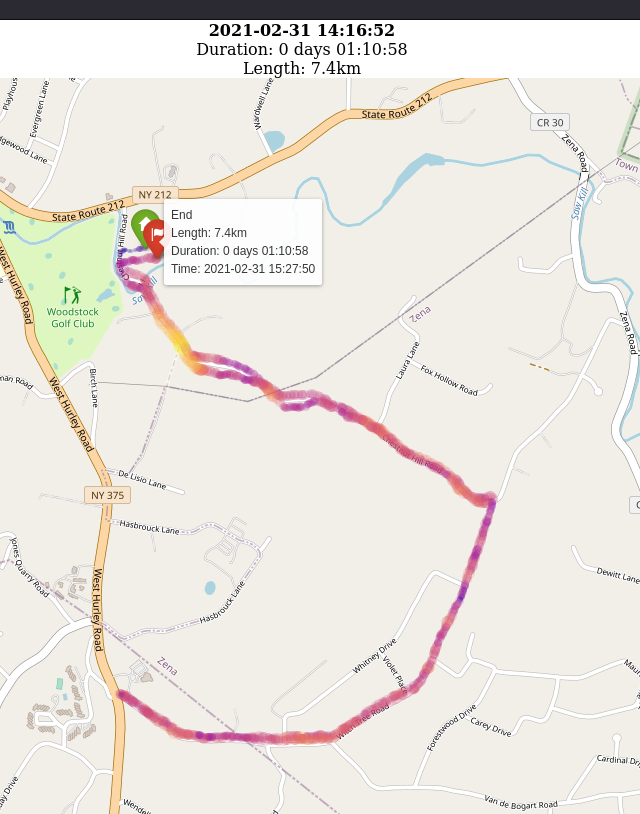 2021-02-31 14:16:52
Duration: 0 days 01:10:58
Length: 7.4km
Evergreen Lane
Wardwell Lane
State Route 212
CR 30
Zena Road
Town
NY 212
State Route 212
Saw Kill
End
Length: 7.4km
Duration: 0 days 01:10:58
Time: 2021-02-31 15:27:50
West Hurley Road
Woodstock
Golf Club
Zena
Zena Road
Laura Lane
Fox Hollow Road
Birch Lane
West Hurley Road
Chestnut Hill Road
De Lisio Lane
NY 375
Hasbrouck Lane
Jones Quarry Road
Dewitt Lane
Hasbrouck Lane
West Hurley Road
Zena
Whitney Drive
Violet Place
Forestwood Drive
Carey Drive
Cardinal Dr
Van de Bogart Road